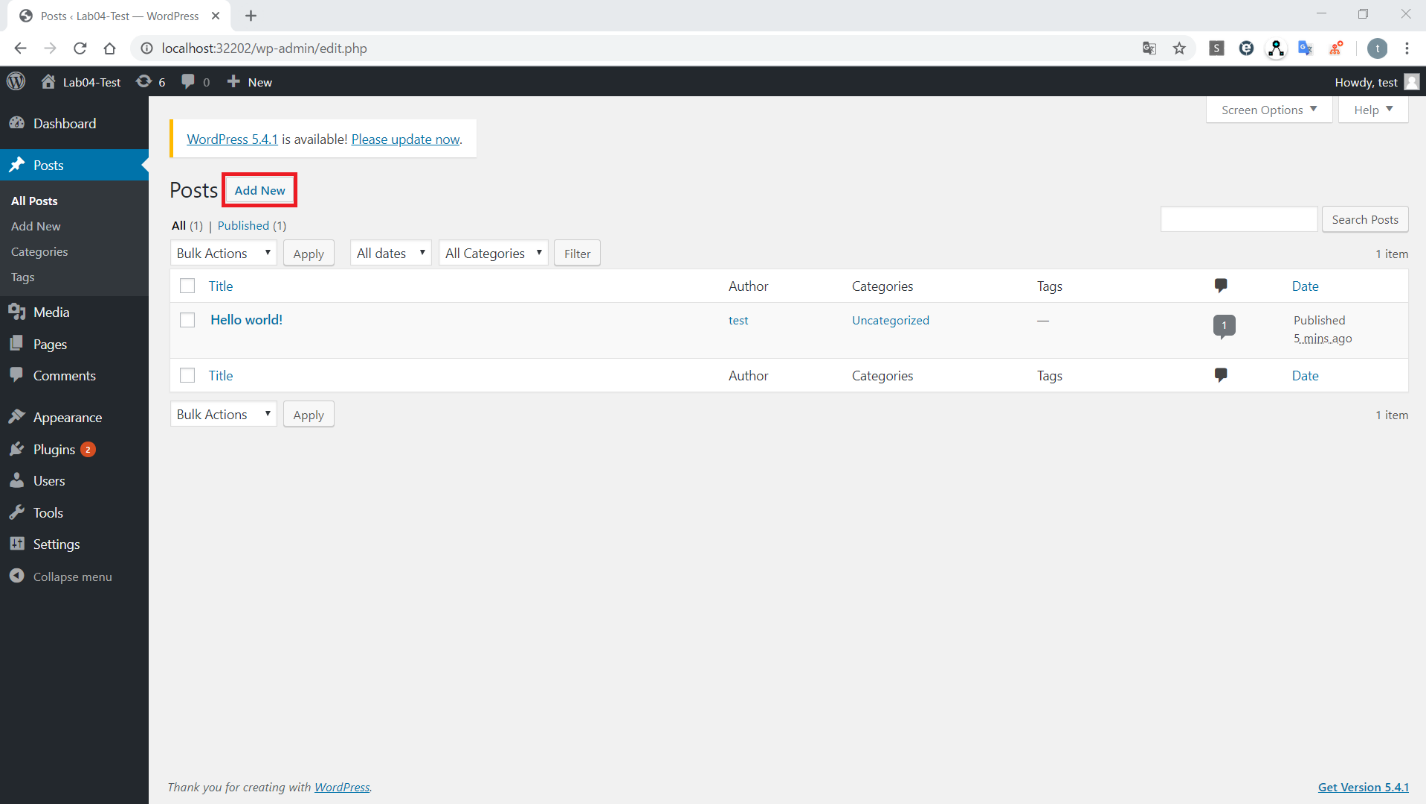 Posts ‹ Lab04-Test — WordPress
localhost:32202/wp-admin/edit.php
S
t
Lab04-Test 6 0 New
Howdy, test
Screen Options Help
Dashboard
Posts
All Posts
Add New
Categories
Tags
Media
Pages
Comments
Appearance
Plugins 2
Users
Tools
Settings
Collapse menu
WordPress 5.4.1 is available! Please update now.
Posts Add New
All (1) | Published (1)
Search Posts
Bulk Actions Apply All dates All Categories Filter 1 item
Title Author Categories Tags Date
Hello world! test Uncategorized — 1 Published
5 mins ago
Title Author Categories Tags Date
Bulk Actions Apply 1 item
Thank you for creating with WordPress. Get Version 5.4.1